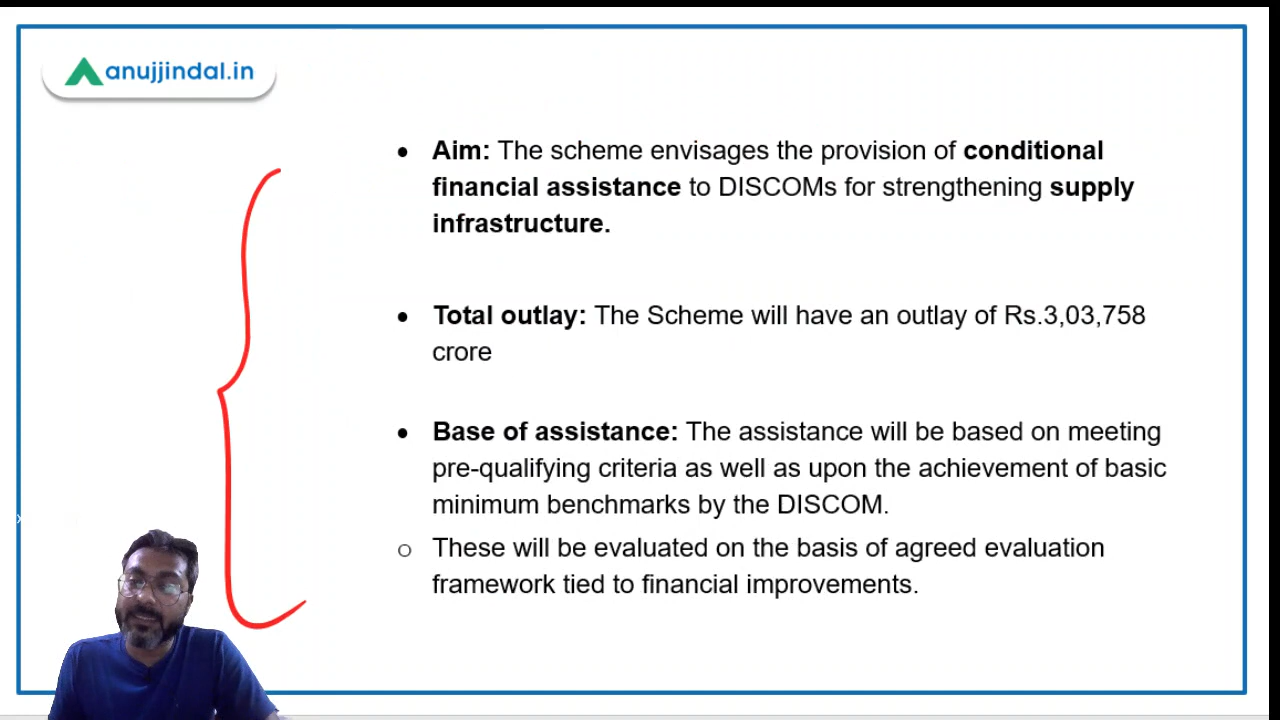 anujjindal.in
• Aim: The scheme envisages the provision of conditional
financial assistance to DISCOMs for strengthening supply
infrastructure.
• Total outlay: The Scheme will have an outlay of Rs.3,03,758
crore
• Base of assistance: The assistance will be based on meeting
pre-qualifying criteria as well as upon the achievement of basic
minimum benchmarks by the DISCOM.
○ These will be evaluated on the basis of agreed evaluation
framework tied to financial improvements.